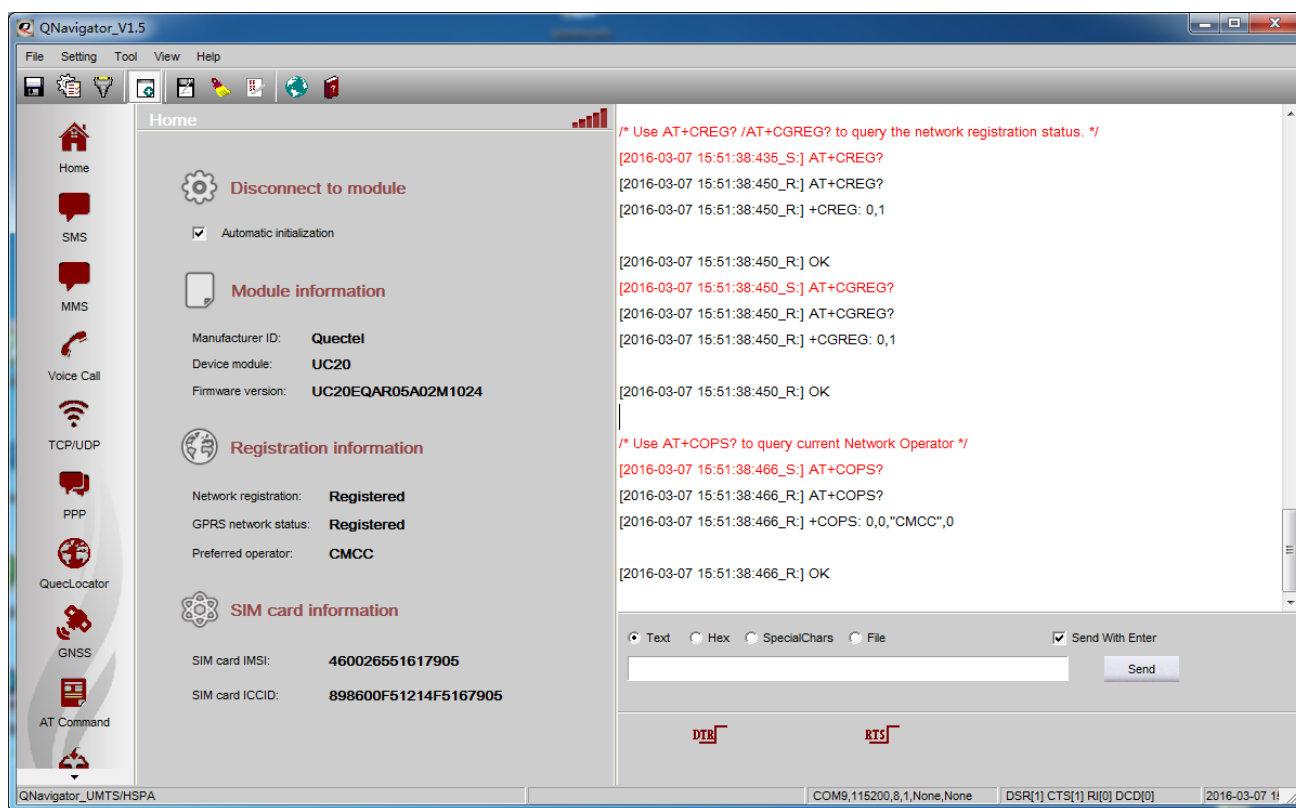 QNavigator_V1.5
File Setting Tool View Help
Home
SMS
MMS
Voice Call
TCP/UDP
PPP
QuecLocator
GNSS
AT Command
Home
Disconnect to module
Automatic initialization
Module information
Manufacturer ID: Quectel
Device module: UC20
Firmware version: UC20EQAR05A02M1024
Registration information
Network registration: Registered
GPRS network status: Registered
Preferred operator: CMCC
SIM card information
SIM card IMSI: 460026551617905
SIM card ICCID: 898600F51214F5167905
/* Use AT+CREG? /AT+CGREG? to query the network registration status. */
[2016-03-07 15:51:38:435_S:] AT+CREG?
[2016-03-07 15:51:38:450_R:] AT+CREG?
[2016-03-07 15:51:38:450_R:] +CREG: 0,1
[2016-03-07 15:51:38:450_R:] OK
[2016-03-07 15:51:38:450_S:] AT+CGREG?
[2016-03-07 15:51:38:450_R:] AT+CGREG?
[2016-03-07 15:51:38:450_R:] +CGREG: 0,1
[2016-03-07 15:51:38:450_R:] OK
/* Use AT+COPS? to query current Network Operator */
[2016-03-07 15:51:38:466_S:] AT+COPS?
[2016-03-07 15:51:38:466_R:] AT+COPS?
[2016-03-07 15:51:38:466_R:] +COPS: 0,0,"CMCC",0
[2016-03-07 15:51:38:466_R:] OK
Text Hex SpecialChars File Send With Enter
Send
DTR RTS
QNavigator_UMTS/HSPA COM9,115200,8,1,None,None DSR[1] CTS[1] RI[0] DCD[0] 2016-03-07